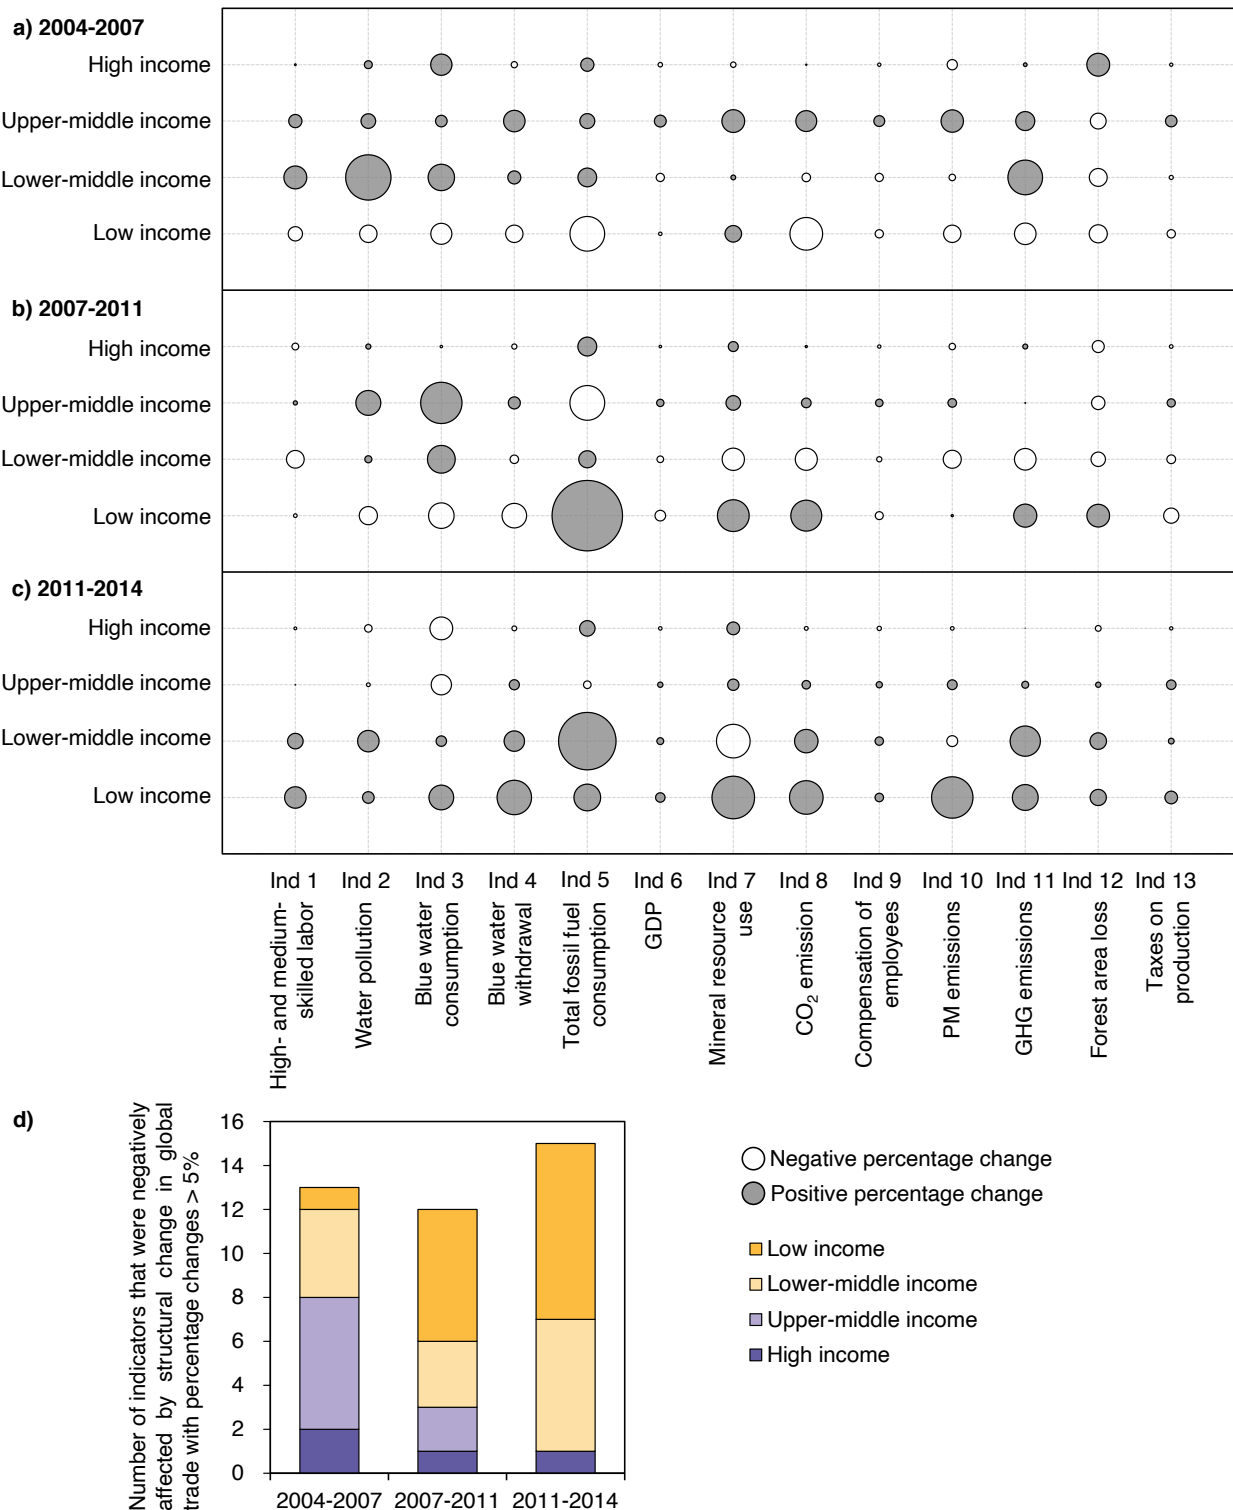 a) 2004-2007
High income
Upper-middle income
Lower-middle income
Low income
b) 2007-2011
High income
Upper-middle income
Lower-middle income
Low income
c) 2011-2014
High income
Upper-middle income
Lower-middle income
Low income
Ind 1 Ind 2 Ind 3 Ind 4 Ind 5 Ind 6 Ind 7 Ind 8 Ind 9 Ind 10 Ind 11 Ind 12 Ind 13
High- and medium-
skilled labor
Water pollution
Blue water
consumption
Blue water
withdrawal
Total fossil fuel
consumption
GDP
Mineral resource
use
CO₂ emission
Compensation of
employees
PM emissions
GHG emissions
Forest area loss
Taxes on
production
d)
Number of indicators that were negatively
affected by structural change in global
trade with percentage changes > 5%
16
14
12
10
8
6
4
2
0
2004-2007 2007-2011 2011-2014
Negative percentage change
Positive percentage change
Low income
Lower-middle income
Upper-middle income
High income